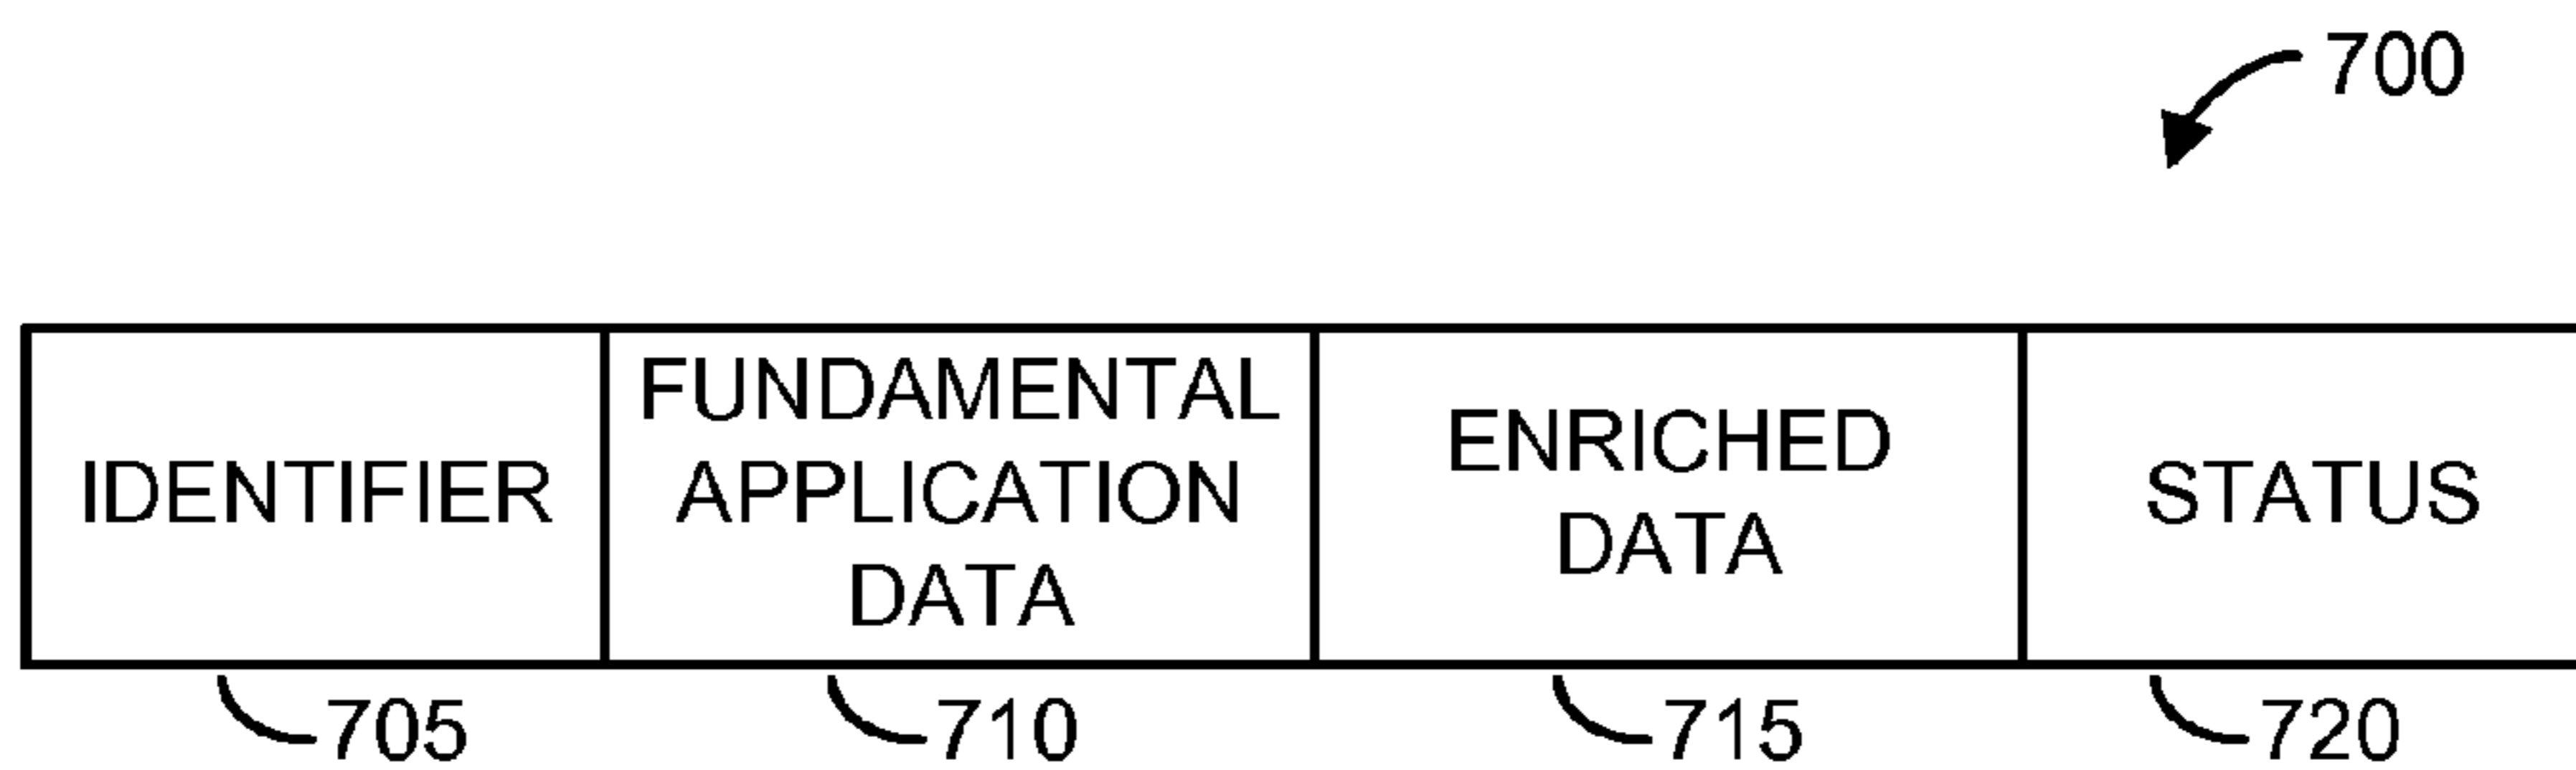 700
IDENTIFIER
FUNDAMENTAL
APPLICATION
DATA
ENRICHED
DATA
STATUS
705
710
715
720